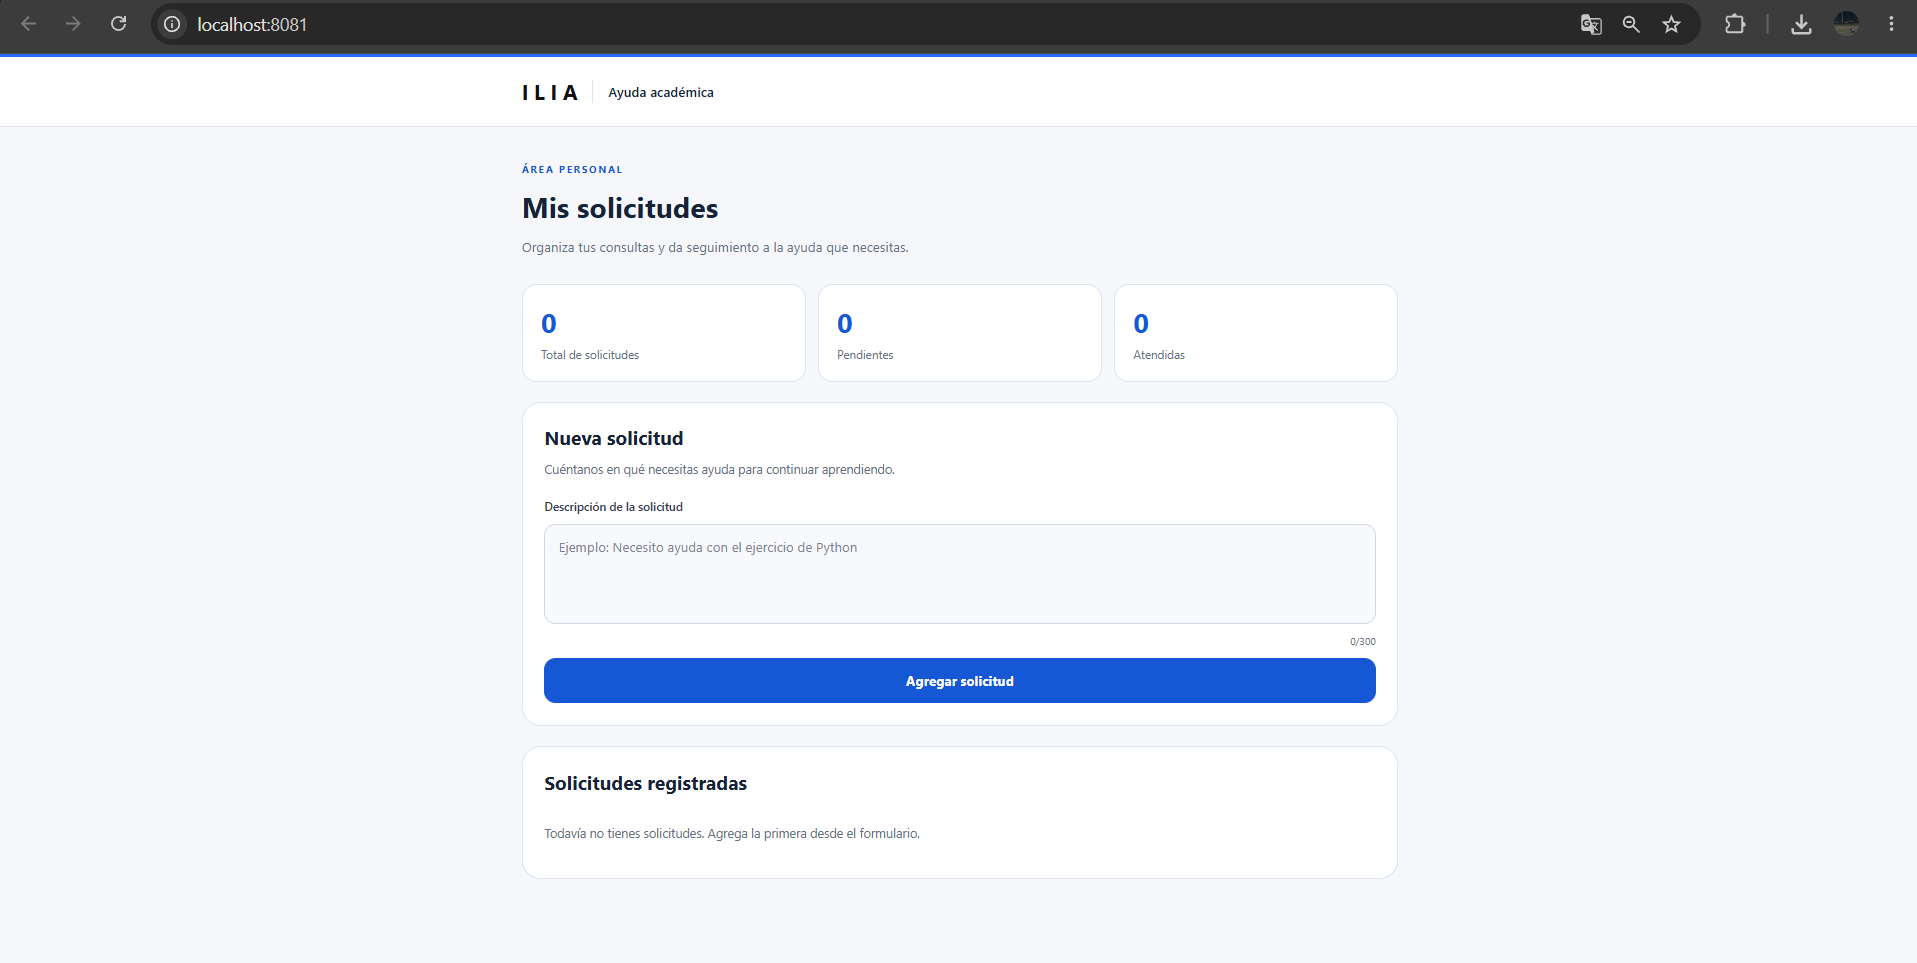 localhost:8081
ILIA
Ayuda académica
ÁREA PERSONAL
Mis solicitudes
Organiza tus consultas y da seguimiento a la ayuda que necesitas.
0
Total de solicitudes
0
Pendientes
0
Atendidas
Nueva solicitud
Cuéntanos en qué necesitas ayuda para continuar aprendiendo.
Descripción de la solicitud
Ejemplo: Necesito ayuda con el ejercicio de Python
0/300
Agregar solicitud
Solicitudes registradas
Todavía no tienes solicitudes. Agrega la primera desde el formulario.